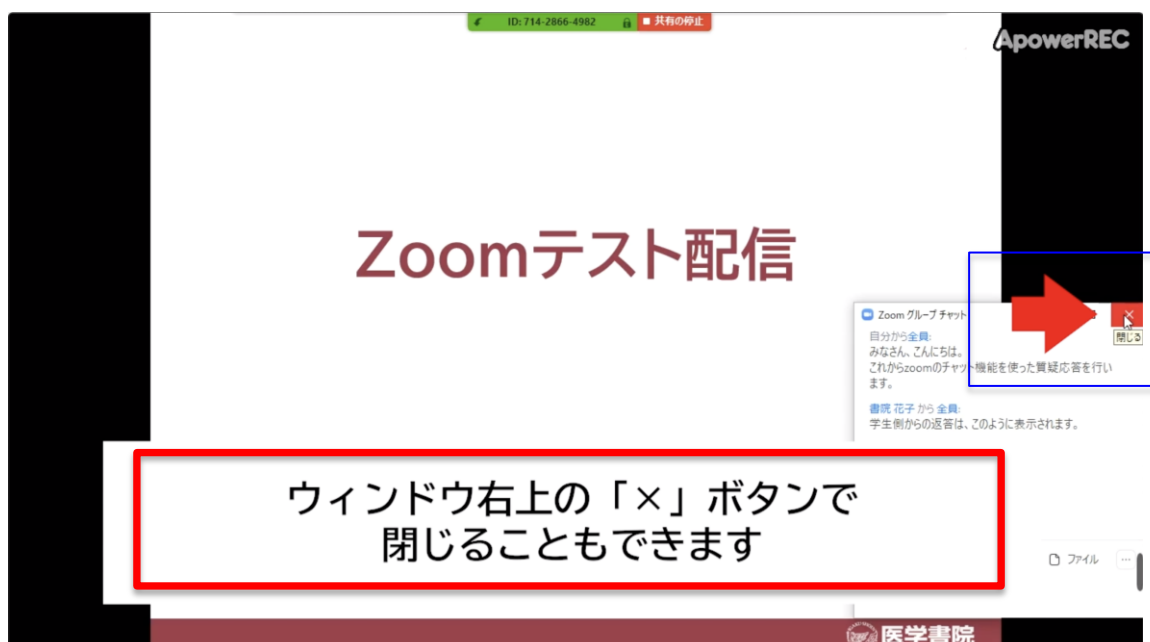 ID: 714-2866-4982
共有の停止
ApowerREC
Zoomテスト配信
Zoom グループ チャット
閉じる
自分から全員:
みなさん、こんにちは。
これからzoomのチャット機能を使った質疑応答を行い
ます。
書院 花子 から 全員:
学生側からの返答は、このように表示されます。
ウィンドウ右上の「×」ボタンで
閉じることもできます
ファイル
医学書院